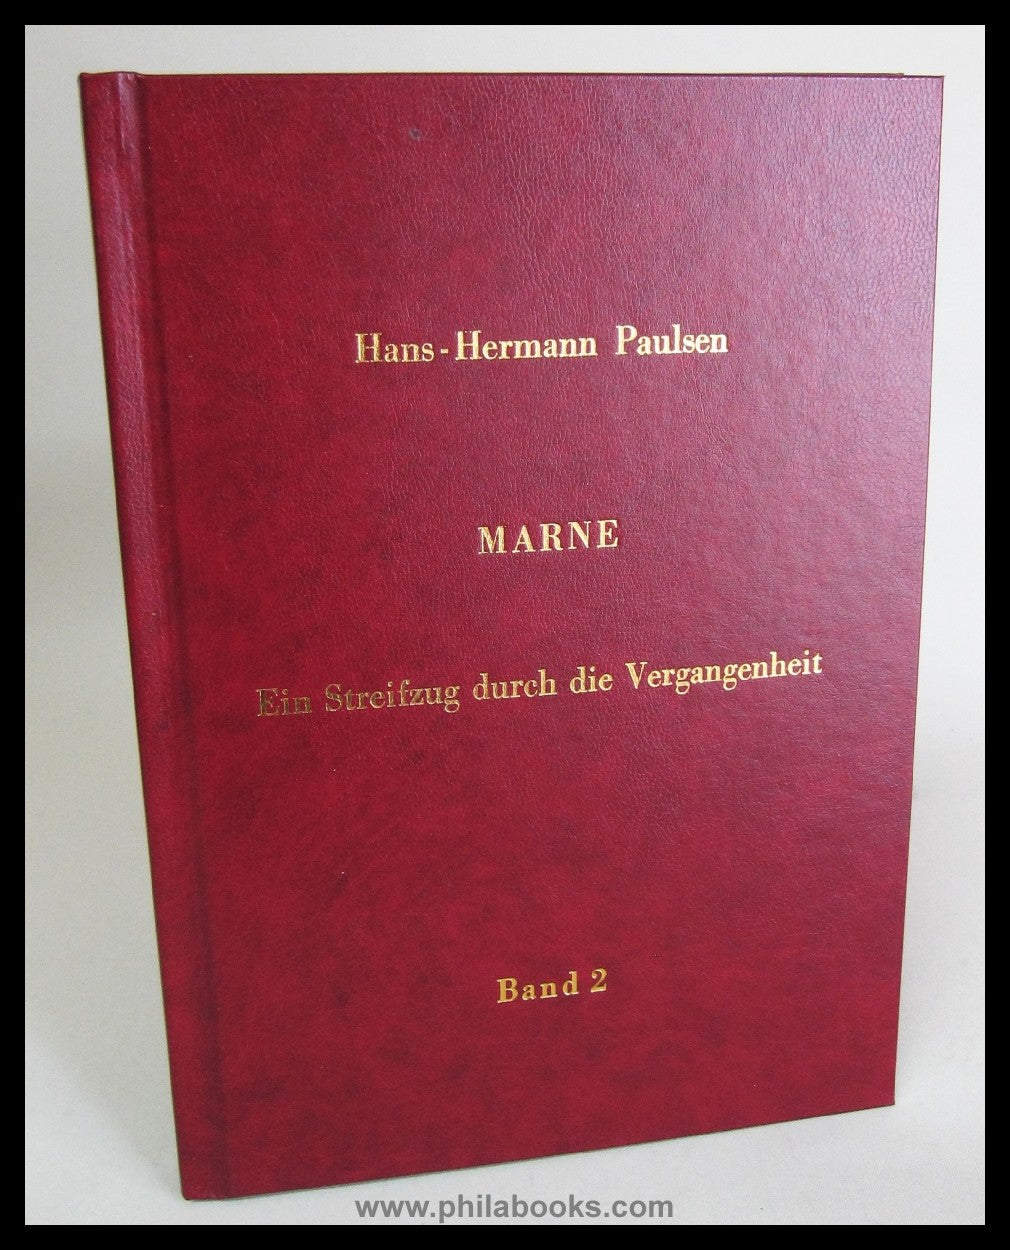 Hans-Hermann Paulsen
MARNE
Ein Streifzug durch die Vergangenheit
Band 2
www.philabooks.com